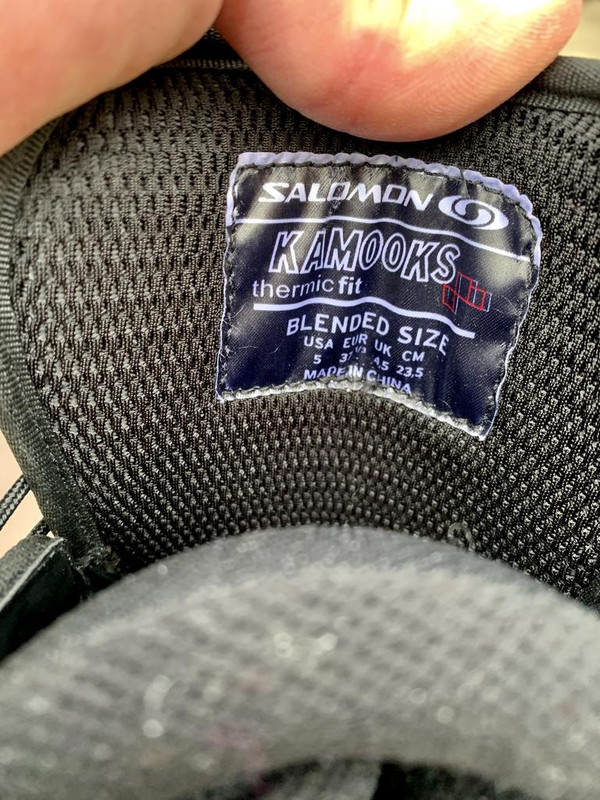 SALOMON
KAMOOKS
thermic fit
BLENDED SIZE
USA EUR UK CM
5 4.5 23.5
MADE IN CHINA